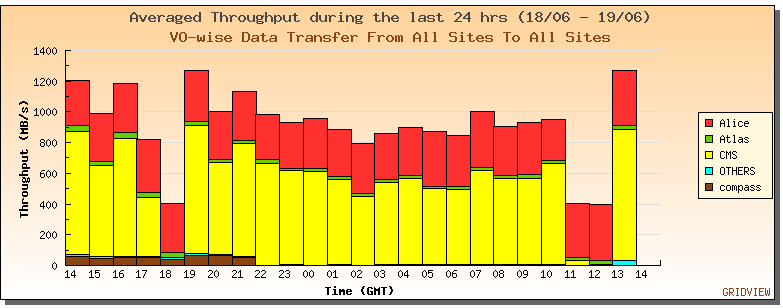 Averaged Throughput during the last 24 hrs (18/06 - 19/06)
VO-wise Data Transfer From All Sites To All Sites
Throughput (MB/s)
1400
1200
1000
800
600
400
200
0
14 15 16 17 18 19 20 21 22 23 00 01 02 03 04 05 06 07 08 09 10 11 12 13 14
Time (GMT)
Alice
Atlas
CMS
OTHERS
compass
GRIDVIEW